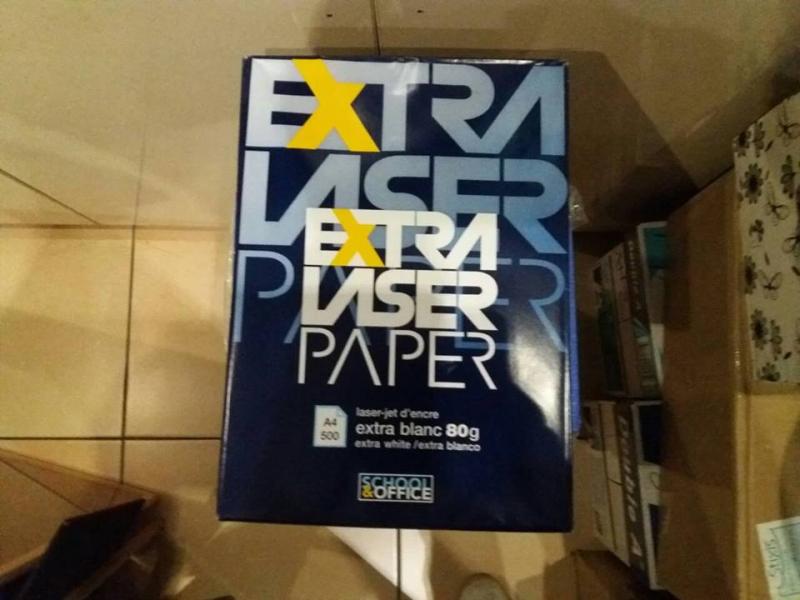 EXTRA
LASER
PAPER
EXTRA
LASER
PAPER
A4
500
laser-jet d'encre
extra blanc 80g
extra white/extra blanco
SCHOOL
&OFFICE
Double A